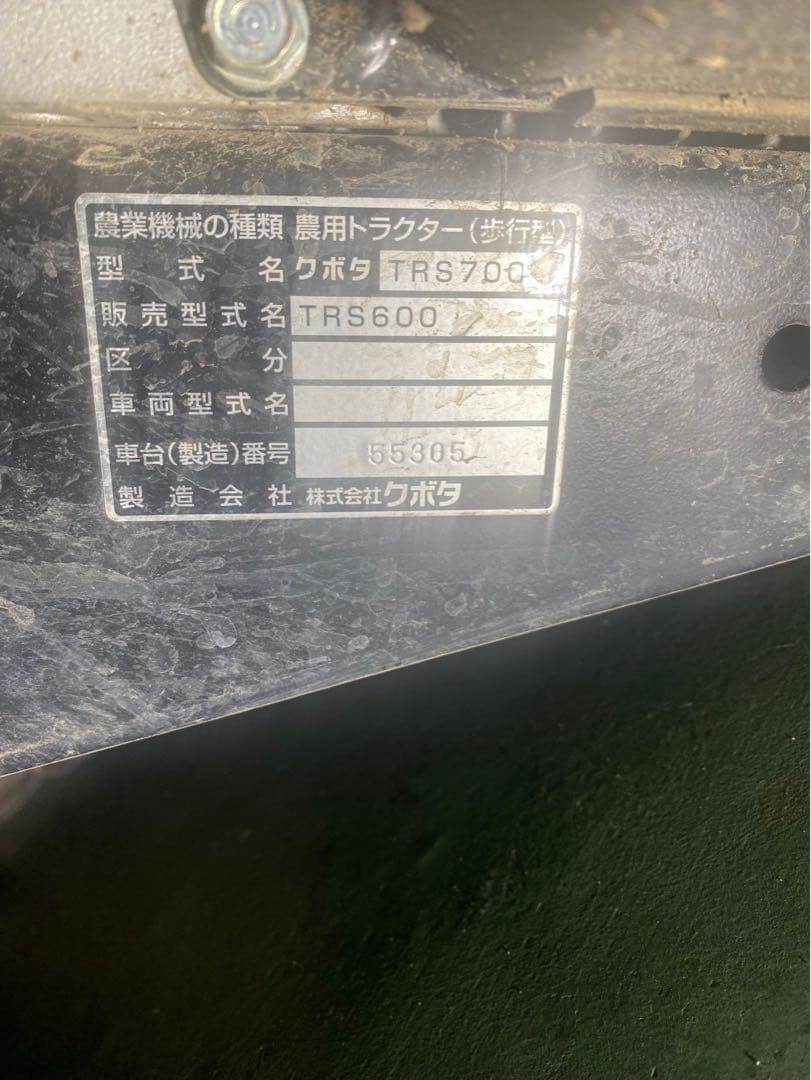 農業機械の種類 農用トラクター(歩行型)
型式名 クボタ TRS700
販売型式名 TRS600
区分
車両型式名
車台(製造)番号 55305
製造会社 株式会社クボタ